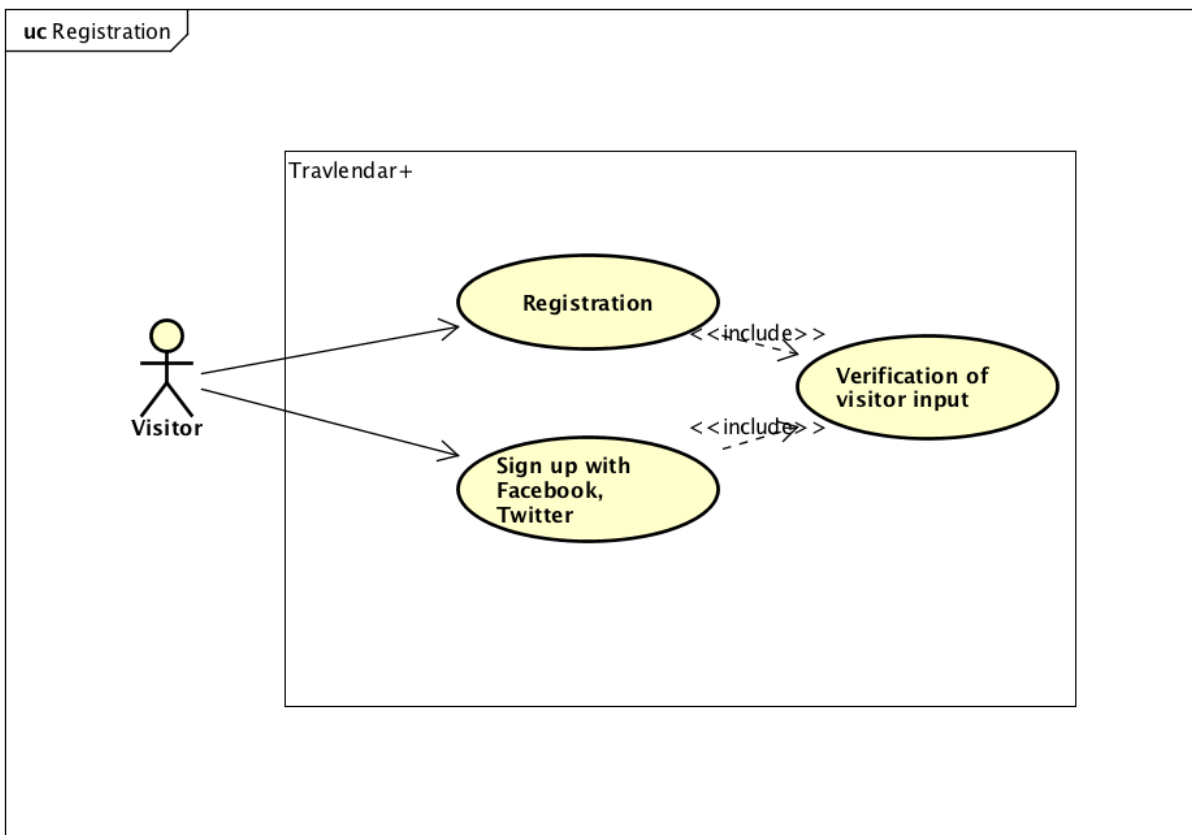 uc Registration
Travlendar+
Registration
<<include>>
Verification of
visitor input
Visitor
<<include>>
Sign up with
Facebook,
Twitter